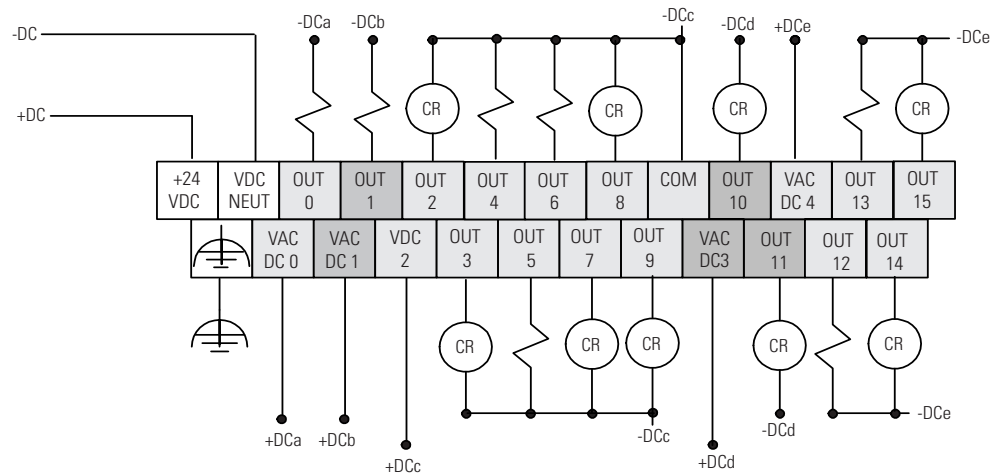 -DCa -DCb -DCc -DCd +DCe
-DC -DCe
+DC
CR CR CR CR
+24 VDC OUT OUT OUT OUT OUT OUT COM OUT VAC OUT OUT
VDC NEUT 0 1 2 4 6 8 10 DC 4 13 15
VAC VAC VDC OUT OUT OUT OUT VAC OUT OUT OUT
DC 0 DC 1 2 3 5 7 9 DC3 11 12 14
CR CR CR CR CR
+DCa +DCb -DCc -DCd -DCe
+DCc +DCd